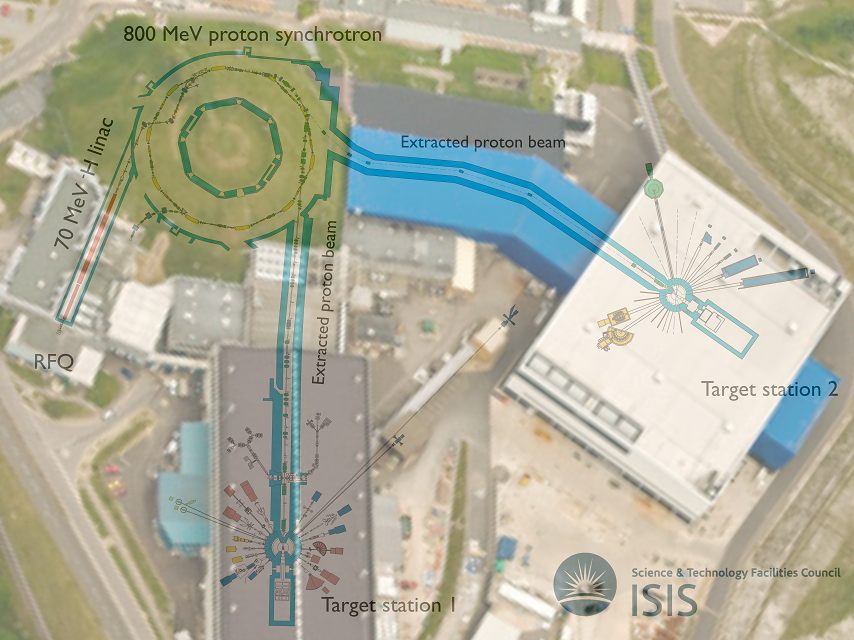 800 MeV proton synchrotron
70 MeV -H linac
Extracted proton beam
Extracted proton beam
RFQ
Target station 2
Target station 1
Science & Technology Facilities Council
ISIS